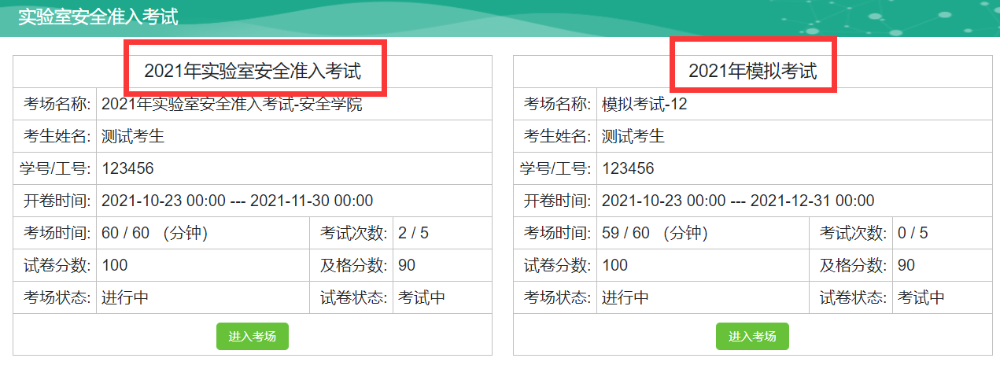 实验室安全准入考试
2021年实验室安全准入考试
考场名称: 2021年实验室安全准入考试-安全学院
考生姓名: 测试考生
学号/工号: 123456
开卷时间: 2021-10-23 00:00 --- 2021-11-30 00:00
考场时间: 60 / 60 （分钟） 考试次数: 2 / 5
试卷分数: 100 及格分数: 90
考场状态: 进行中 试卷状态: 考试中
进入考场
2021年模拟考试
考场名称: 模拟考试-12
考生姓名: 测试考生
学号/工号: 123456
开卷时间: 2021-10-23 00:00 --- 2021-12-31 00:00
考场时间: 59 / 60 （分钟） 考试次数: 0 / 5
试卷分数: 100 及格分数: 90
考场状态: 进行中 试卷状态: 考试中
进入考场